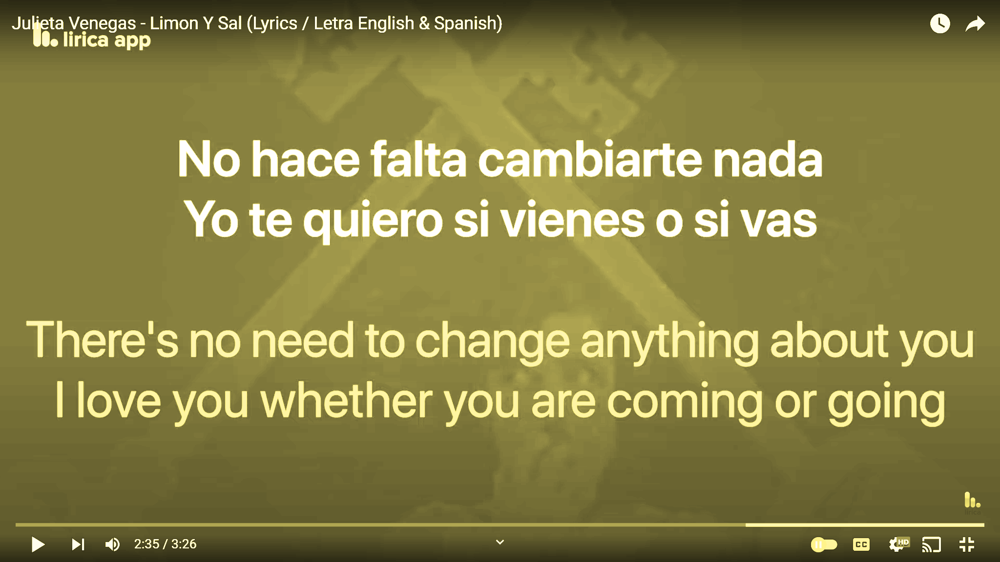 Julieta Venegas - Limon Y Sal (Lyrics / Letra English & Spanish)
lirica app
No hace falta cambiarte nada
Yo te quiero si vienes o si vas
There's no need to change anything about you
I love you whether you are coming or going
lirica
2:35 / 3:26
CC
HD